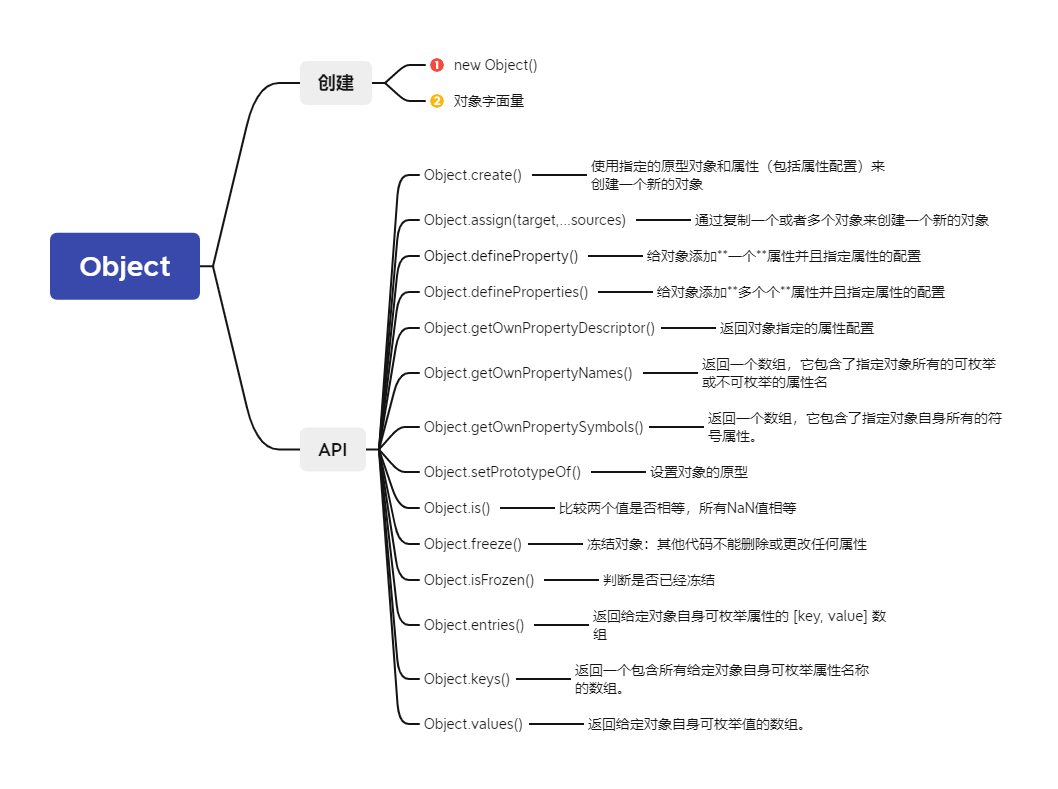 Object
创建
1 new Object()
2 对象字面量
API
Object.create()
使用指定的原型对象和属性（包括属性配置）来
创建一个新的对象
Object.assign(target,...sources)
通过复制一个或者多个对象来创建一个新的对象
Object.defineProperty()
给对象添加**一个**属性并且指定属性的配置
Object.defineProperties()
给对象添加**多个个**属性并且指定属性的配置
Object.getOwnPropertyDescriptor()
返回对象指定的属性配置
Object.getOwnPropertyNames()
返回一个数组，它包含了指定对象所有的可枚举
或不可枚举的属性名
Object.getOwnPropertySymbols()
返回一个数组，它包含了指定对象自身所有的符
号属性。
Object.setPrototypeOf()
设置对象的原型
Object.is()
比较两个值是否相等，所有NaN值相等
Object.freeze()
冻结对象：其他代码不能删除或更改任何属性
Object.isFrozen()
判断是否已经冻结
Object.entries()
返回给定对象自身可枚举属性的 [key, value] 数
组
Object.keys()
返回一个包含所有给定对象自身可枚举属性名称
的数组。
Object.values()
返回给定对象自身可枚举值的数组。